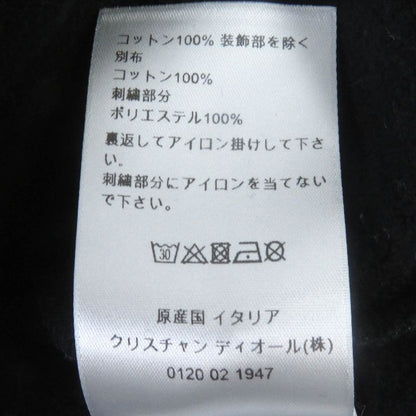 コットン100% 装飾部を除く
別布
コットン100%
刺繍部分
ポリエステル100%
裏返してアイロン掛けして下さ
い。
刺繍部分にアイロンを当てない
で下さい。
30
原産国 イタリア
クリスチャン ディオール(株)
0120 02 1947